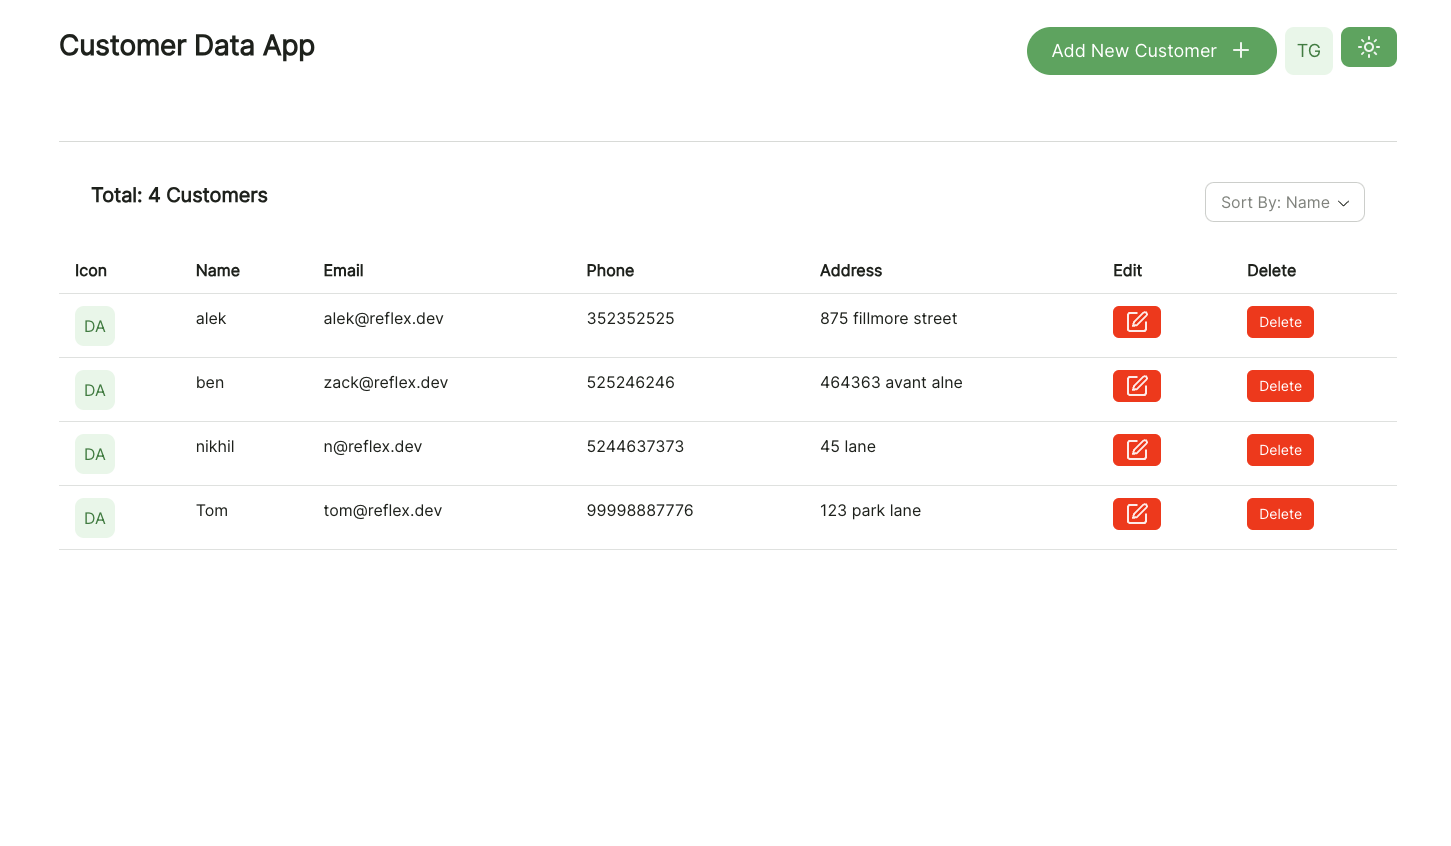 Customer Data App
Add New Customer
TG
Total: 4 Customers
Sort By: Name
Icon Name Email Phone Address Edit Delete
DA alek alek@reflex.dev 352352525 875 fillmore street Delete
DA ben zack@reflex.dev 525246246 464363 avant alne Delete
DA nikhil n@reflex.dev 5244637373 45 lane Delete
DA Tom tom@reflex.dev 99998887776 123 park lane Delete